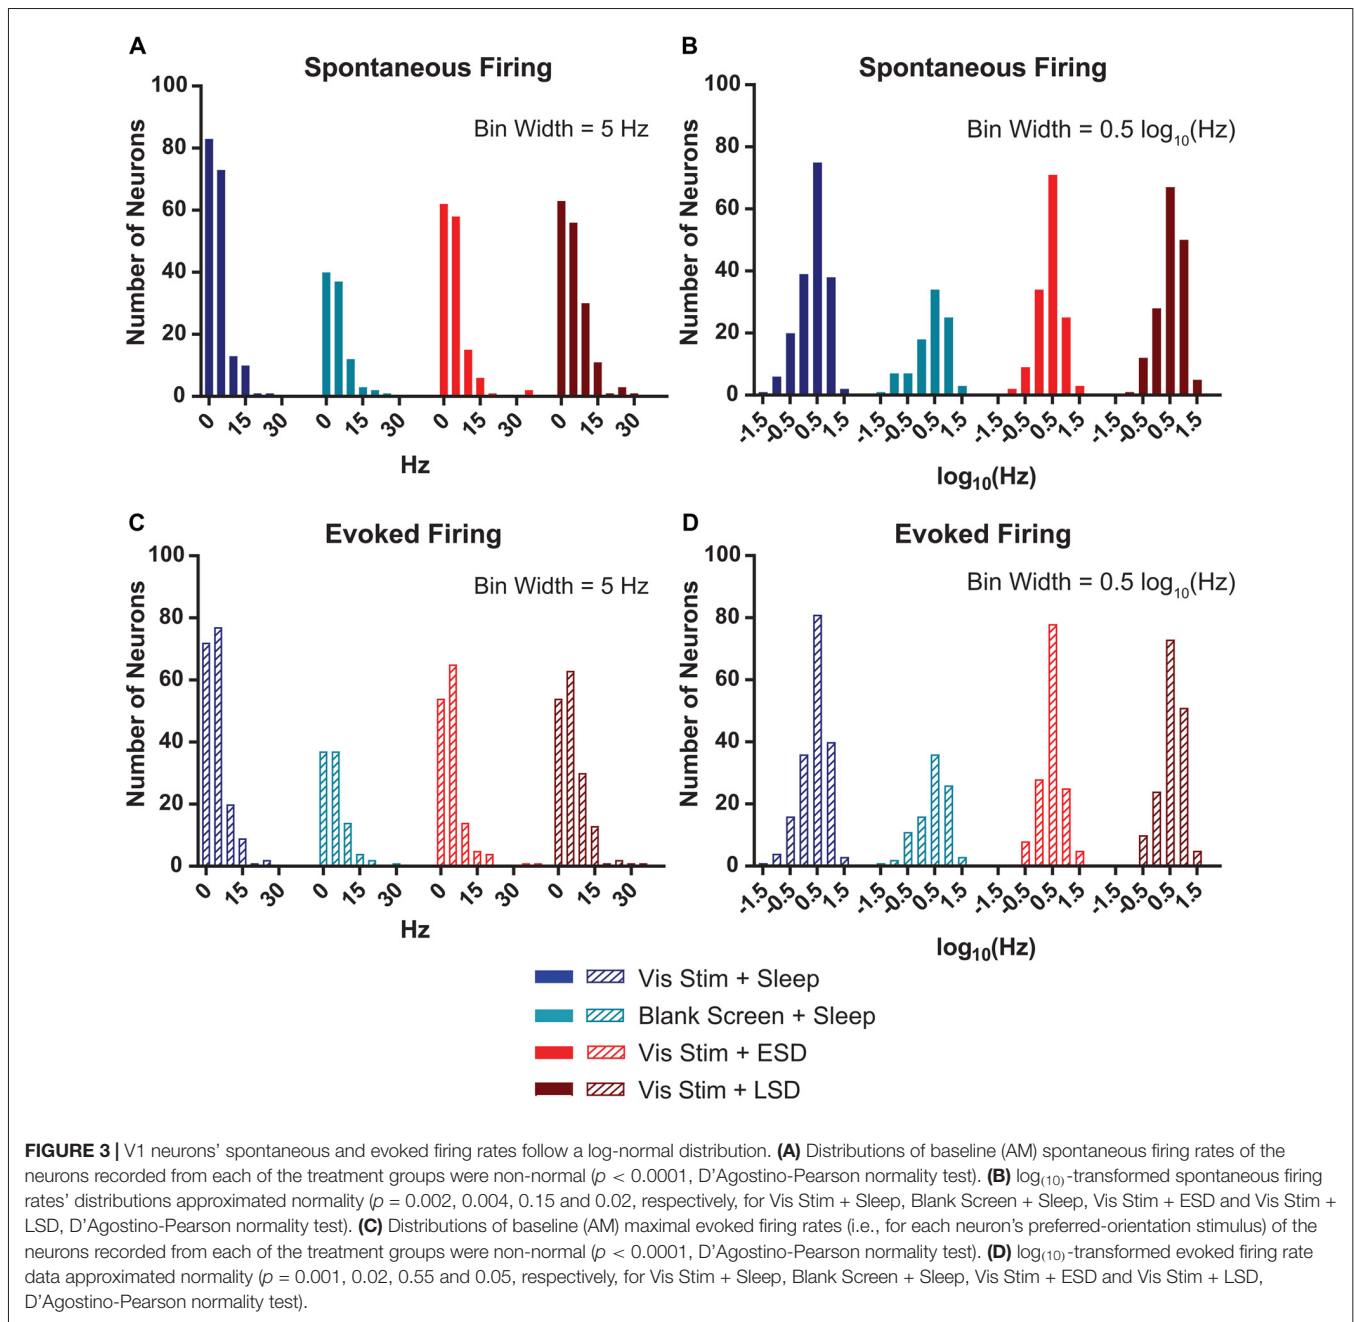 A
Spontaneous Firing
Bin Width = 5 Hz
Number of Neurons
100
80
60
40
20
0
0 15 30 0 15 30 0 15 30 0 15 30
Hz
B
Spontaneous Firing
Bin Width = 0.5 log10(Hz)
Number of Neurons
100
80
60
40
20
0
-1.5 -0.5 0.5 1.5 -1.5 -0.5 0.5 1.5 -1.5 -0.5 0.5 1.5 -1.5 -0.5 0.5 1.5
log10(Hz)
C
Evoked Firing
Bin Width = 5 Hz
Number of Neurons
100
80
60
40
20
0
0 15 30 0 15 30 0 15 30 0 15 30
Hz
D
Evoked Firing
Bin Width = 0.5 log10(Hz)
Number of Neurons
100
80
60
40
20
0
-1.5 -0.5 0.5 1.5 -1.5 -0.5 0.5 1.5 -1.5 -0.5 0.5 1.5 -1.5 -0.5 0.5 1.5
log10(Hz)
Vis Stim + Sleep
Blank Screen + Sleep
Vis Stim + ESD
Vis Stim + LSD
FIGURE 3 | V1 neurons' spontaneous and evoked firing rates follow a log-normal distribution. (A) Distributions of baseline (AM) spontaneous firing rates of the
neurons recorded from each of the treatment groups were non-normal (p < 0.0001, D'Agostino-Pearson normality test). (B) log(10)-transformed spontaneous firing
rates' distributions approximated normality (p = 0.002, 0.004, 0.15 and 0.02, respectively, for Vis Stim + Sleep, Blank Screen + Sleep, Vis Stim + ESD and Vis Stim +
LSD, D'Agostino-Pearson normality test). (C) Distributions of baseline (AM) maximal evoked firing rates (i.e., for each neuron's preferred-orientation stimulus) of the
neurons recorded from each of the treatment groups were non-normal (p < 0.0001, D'Agostino-Pearson normality test). (D) log(10)-transformed evoked firing rate
data approximated normality (p = 0.001, 0.02, 0.55 and 0.05, respectively, for Vis Stim + Sleep, Blank Screen + Sleep, Vis Stim + ESD and Vis Stim + LSD,
D'Agostino-Pearson normality test).